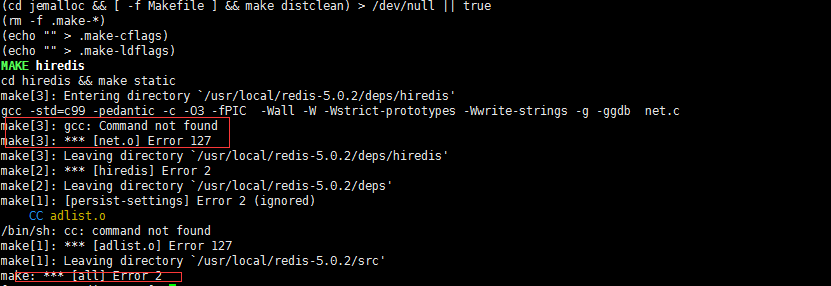 (cd jemalloc && [ -f Makefile ] && make distclean) > /dev/null || true
(rm -f .make-*)
(echo "" > .make-cflags)
(echo "" > .make-ldflags)
MAKE hiredis
cd hiredis && make static
make[3]: Entering directory `/usr/local/redis-5.0.2/deps/hiredis'
gcc -std=c99 -pedantic -c -O3 -fPIC  -Wall -W -Wstrict-prototypes -Wwrite-strings -g -ggdb  net.c
make[3]: gcc: Command not found
make[3]: *** [net.o] Error 127
make[3]: Leaving directory `/usr/local/redis-5.0.2/deps/hiredis'
make[2]: *** [hiredis] Error 2
make[2]: Leaving directory `/usr/local/redis-5.0.2/deps'
make[1]: [persist-settings] Error 2 (ignored)
    CC adlist.o
/bin/sh: cc: command not found
make[1]: *** [adlist.o] Error 127
make[1]: Leaving directory `/usr/local/redis-5.0.2/src'
make: *** [all] Error 2